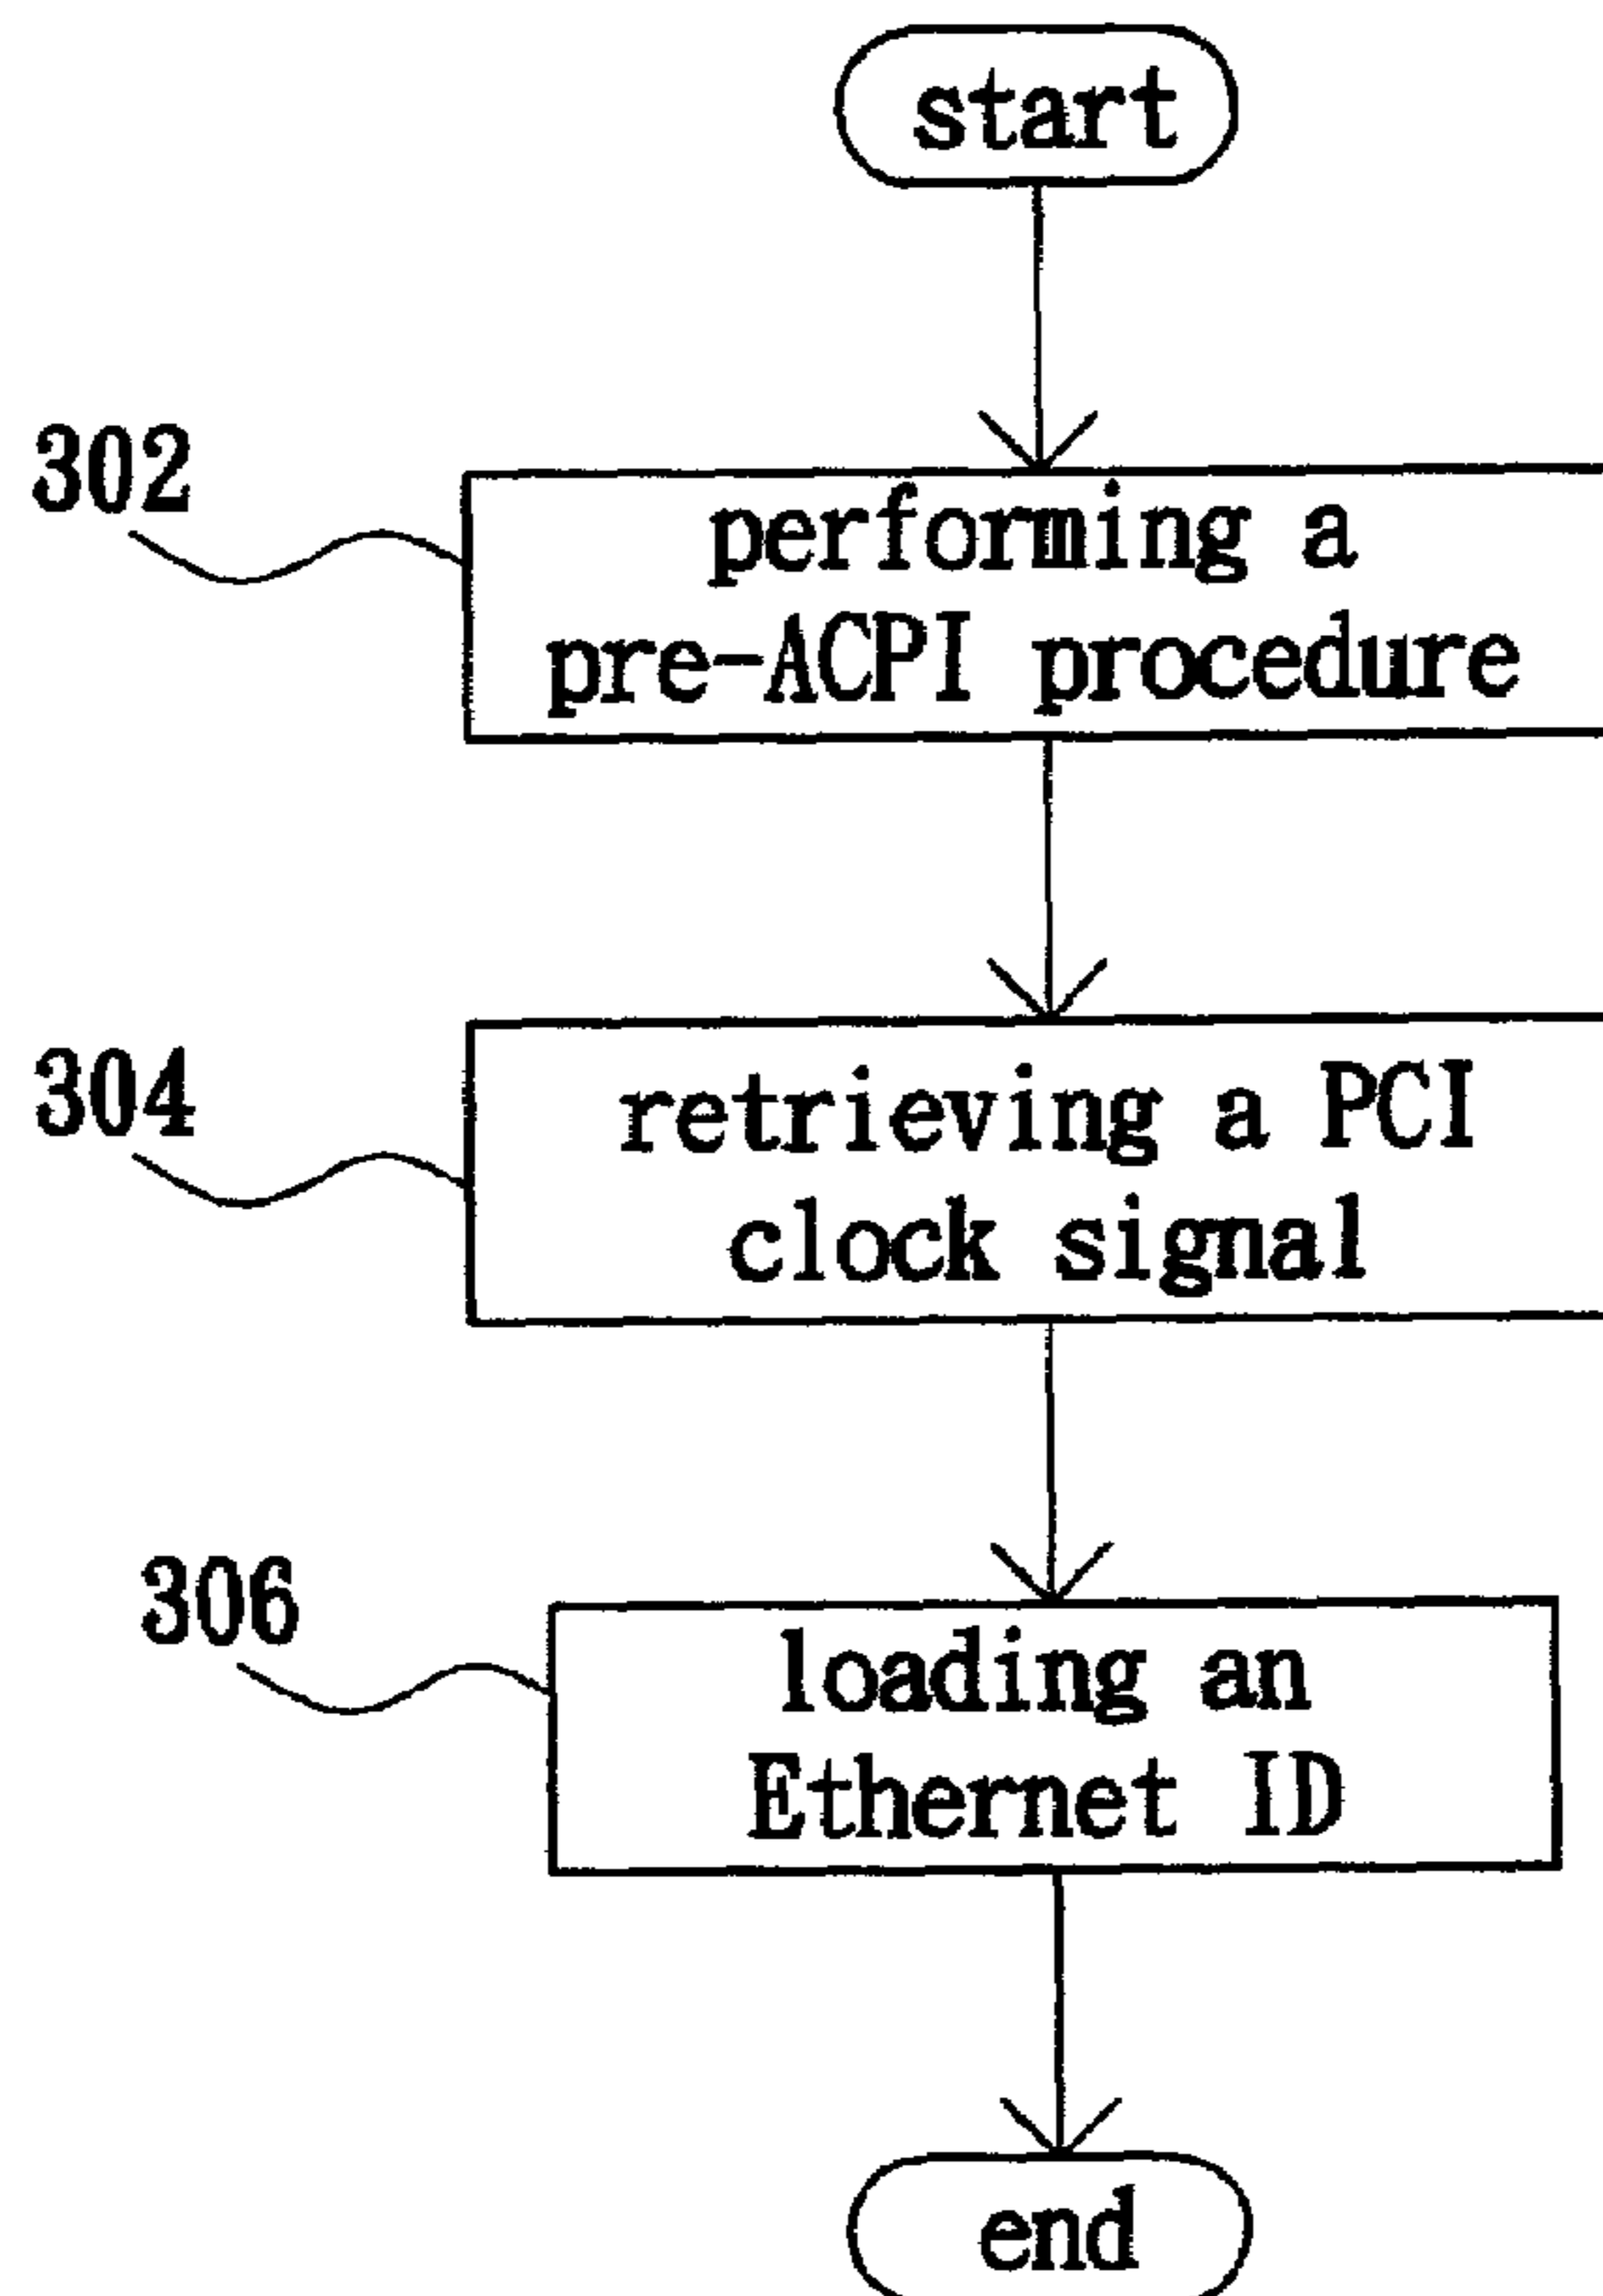 start
302
performing a
pre-ACPI procedure
304
retrieving a PCI
clock signal
306
loading an
Ethernet ID
end